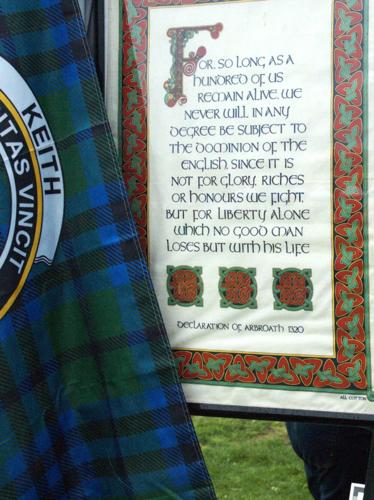 KEITH
ITAS VINCIT
FOR, SO LONG AS A
HUNDRED OF US
REMAIN ALIVE, WE
NEVER WILL IN ANY
DEGREE BE SUBJECT TO
THE DOMINION OF THE
ENGLISH. SINCE IT IS
NOT FOR GLORY, RICHES
OR HONOURS WE FIGHT,
BUT FOR LIBERTY ALONE
WHICH NO GOOD MAN
LOSES BUT WITH HIS LIFE
DECLARATION OF ARBROATH 1320
ALL COTTON